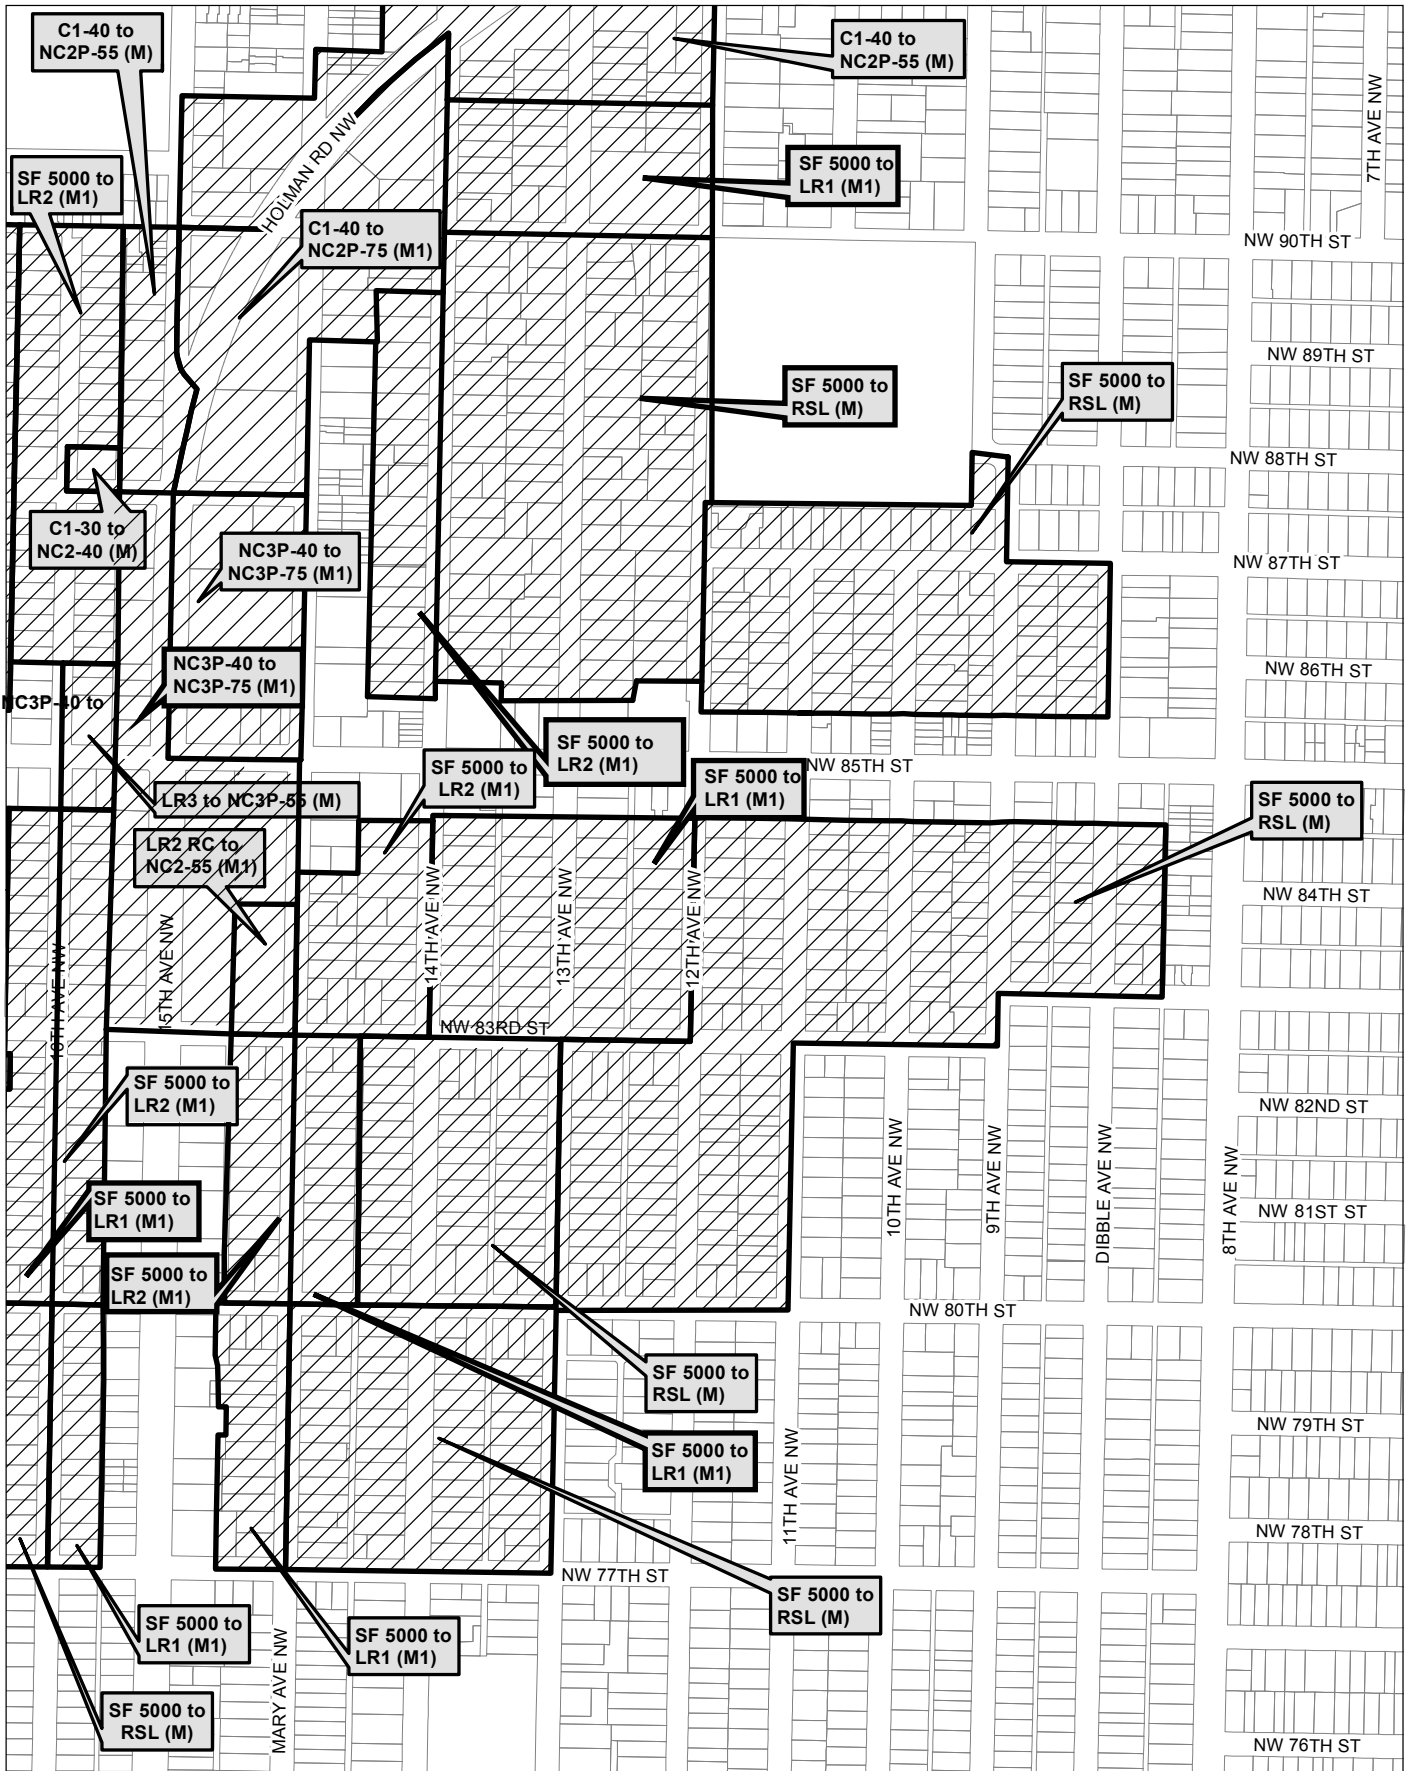 C1-40 to
NC2P-55 (M)
C1-40 to
NC2P-55 (M)
7TH AVE NW
HOLMAN RD NW
SF 5000 to
LR2 (M1)
SF 5000 to
LR1 (M1)
C1-40 to
NC2P-75 (M1)
NW 90TH ST
NW 89TH ST
SF 5000 to
RSL (M)
SF 5000 to
RSL (M)
NW 88TH ST
C1-30 to
NC2-40 (M)
NC3P-40 to
NC3P-75 (M1)
NW 87TH ST
NC3P-40 to
NC3P-75 (M1)
NW 86TH ST
NC3P-40 to
SF 5000 to
LR2 (M1)
SF 5000 to
LR2 (M1)
NW 85TH ST
SF 5000 to
LR1 (M1)
LR3 to NC3P-55 (M)
SF 5000 to
RSL (M)
LR2 RC to
NC2-55 (M1)
NW 84TH ST
16TH AVE NW
15TH AVE NW
14TH AVE NW
13TH AVE NW
12TH AVE NW
NW 83RD ST
SF 5000 to
LR2 (M1)
NW 82ND ST
10TH AVE NW
9TH AVE NW
DIBBLE AVE NW
8TH AVE NW
SF 5000 to
LR1 (M1)
NW 81ST ST
SF 5000 to
LR2 (M1)
NW 80TH ST
SF 5000 to
RSL (M)
NW 79TH ST
SF 5000 to
LR1 (M1)
11TH AVE NW
NW 78TH ST
NW 77TH ST
SF 5000 to
RSL (M)
SF 5000 to
LR1 (M1)
SF 5000 to
LR1 (M1)
MARY AVE NW
SF 5000 to
RSL (M)
NW 76TH ST